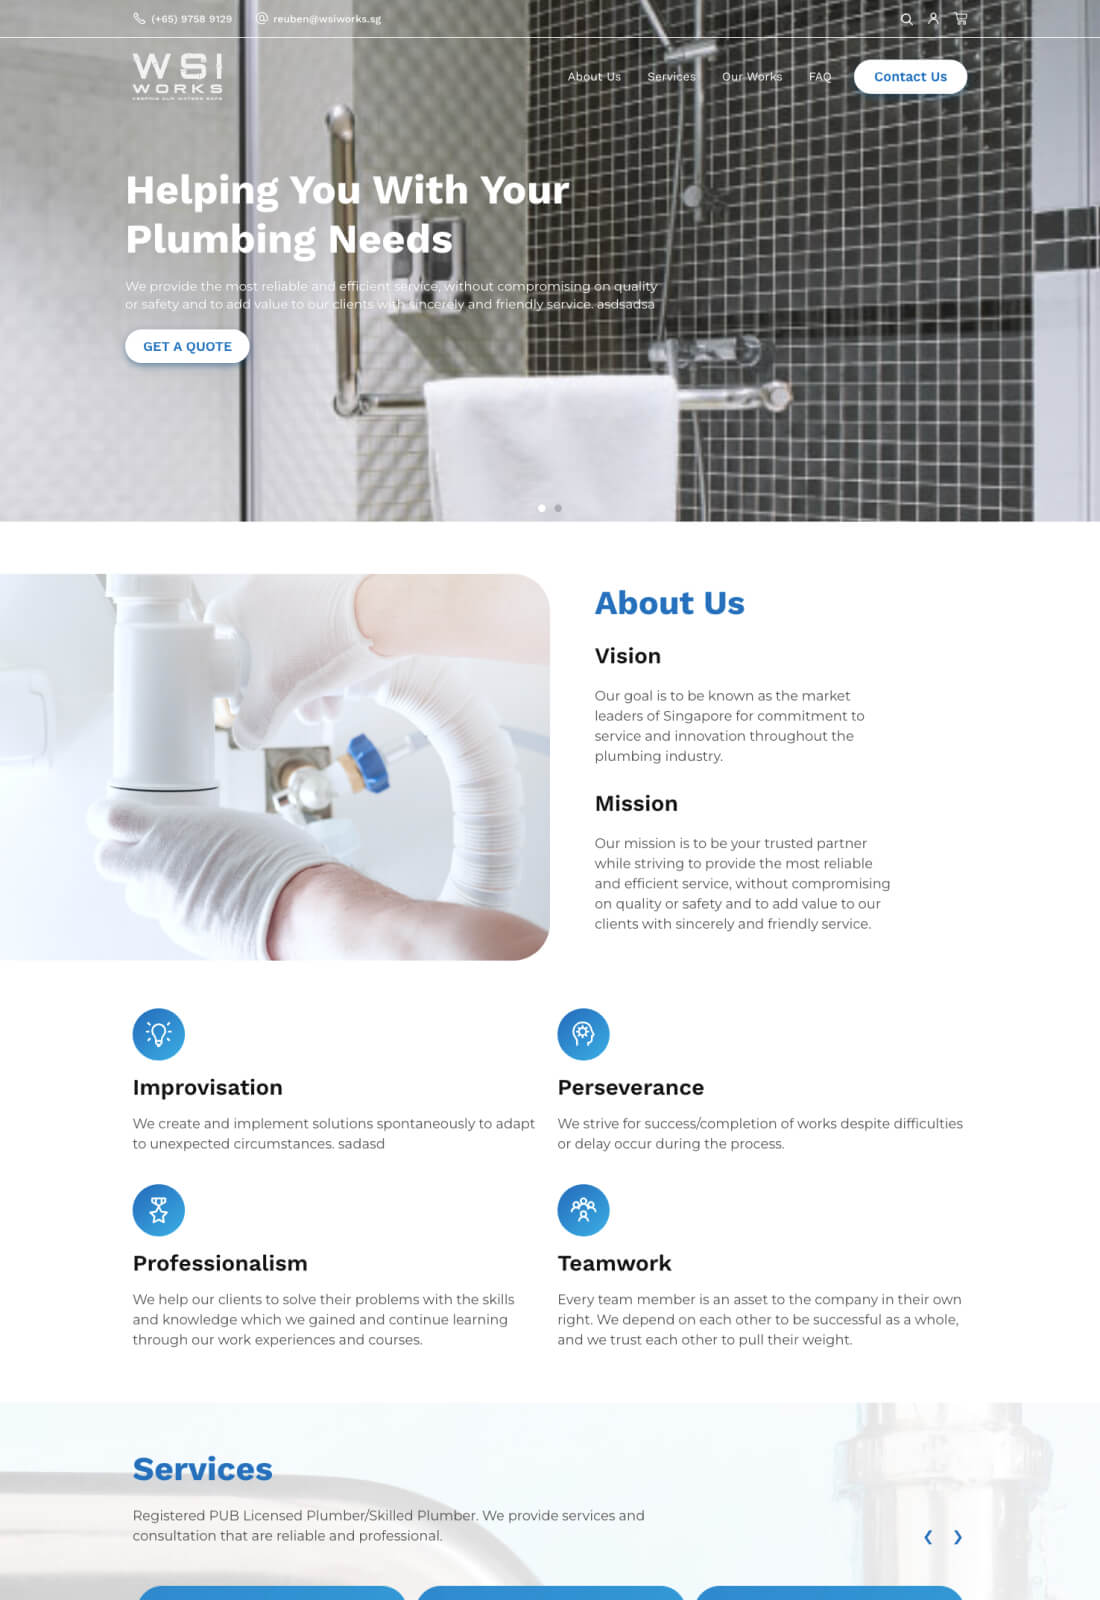 (+65) 9758 9129
reuben@wsiworks.sg
WSI
WORKS
KEEPING OUR WATERS SAFE
About Us
Services
Our Works
FAQ
Contact Us
Helping You With Your
Plumbing Needs
We provide the most reliable and efficient service, without compromising on quality
or safety and to add value to our clients with sincerely and friendly service. asdsadsa
GET A QUOTE
About Us
Vision
Our goal is to be known as the market
leaders of Singapore for commitment to
service and innovation throughout the
plumbing industry.
Mission
Our mission is to be your trusted partner
while striving to provide the most reliable
and efficient service, without compromising
on quality or safety and to add value to our
clients with sincerely and friendly service.
Improvisation
We create and implement solutions spontaneously to adapt
to unexpected circumstances. sadasd
Perseverance
We strive for success/completion of works despite difficulties
or delay occur during the process.
Professionalism
We help our clients to solve their problems with the skills
and knowledge which we gained and continue learning
through our work experiences and courses.
Teamwork
Every team member is an asset to the company in their own
right. We depend on each other to be successful as a whole,
and we trust each other to pull their weight.
Services
Registered PUB Licensed Plumber/Skilled Plumber. We provide services and
consultation that are reliable and professional.